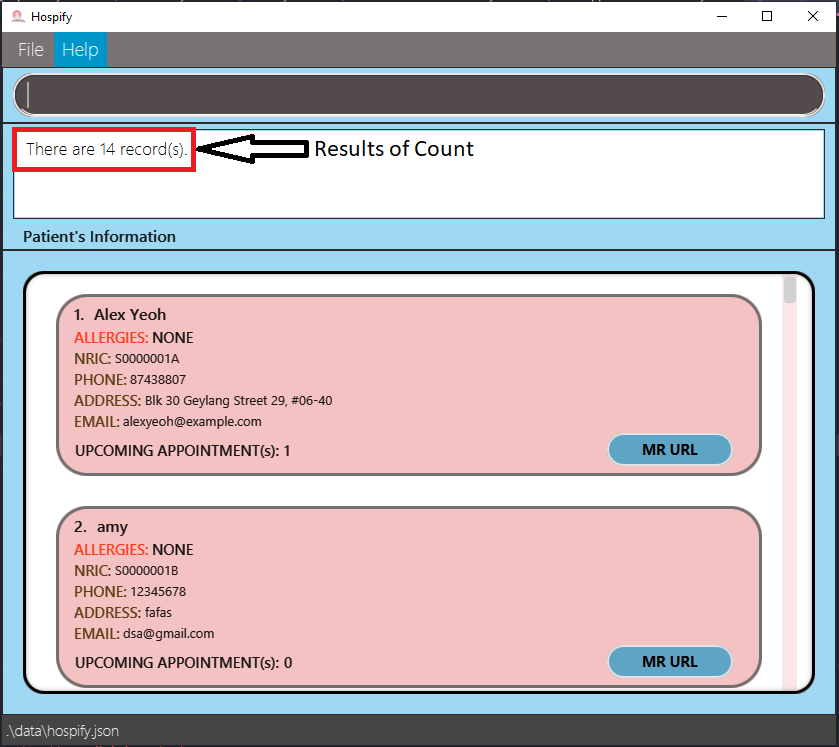 Hospify
File Help
There are 14 record(s).
Results of Count
Patient's Information
1. Alex Yeoh
ALLERGIES: NONE
NRIC: S0000001A
PHONE: 87438807
ADDRESS: Blk 30 Geylang Street 29, #06-40
EMAIL: alexyeoh@example.com
UPCOMING APPOINTMENT(s): 1
MR URL
2. amy
ALLERGIES: NONE
NRIC: S0000001B
PHONE: 12345678
ADDRESS: fafas
EMAIL: dsa@gmail.com
UPCOMING APPOINTMENT(s): 0
MR URL
.\data\hospify.json